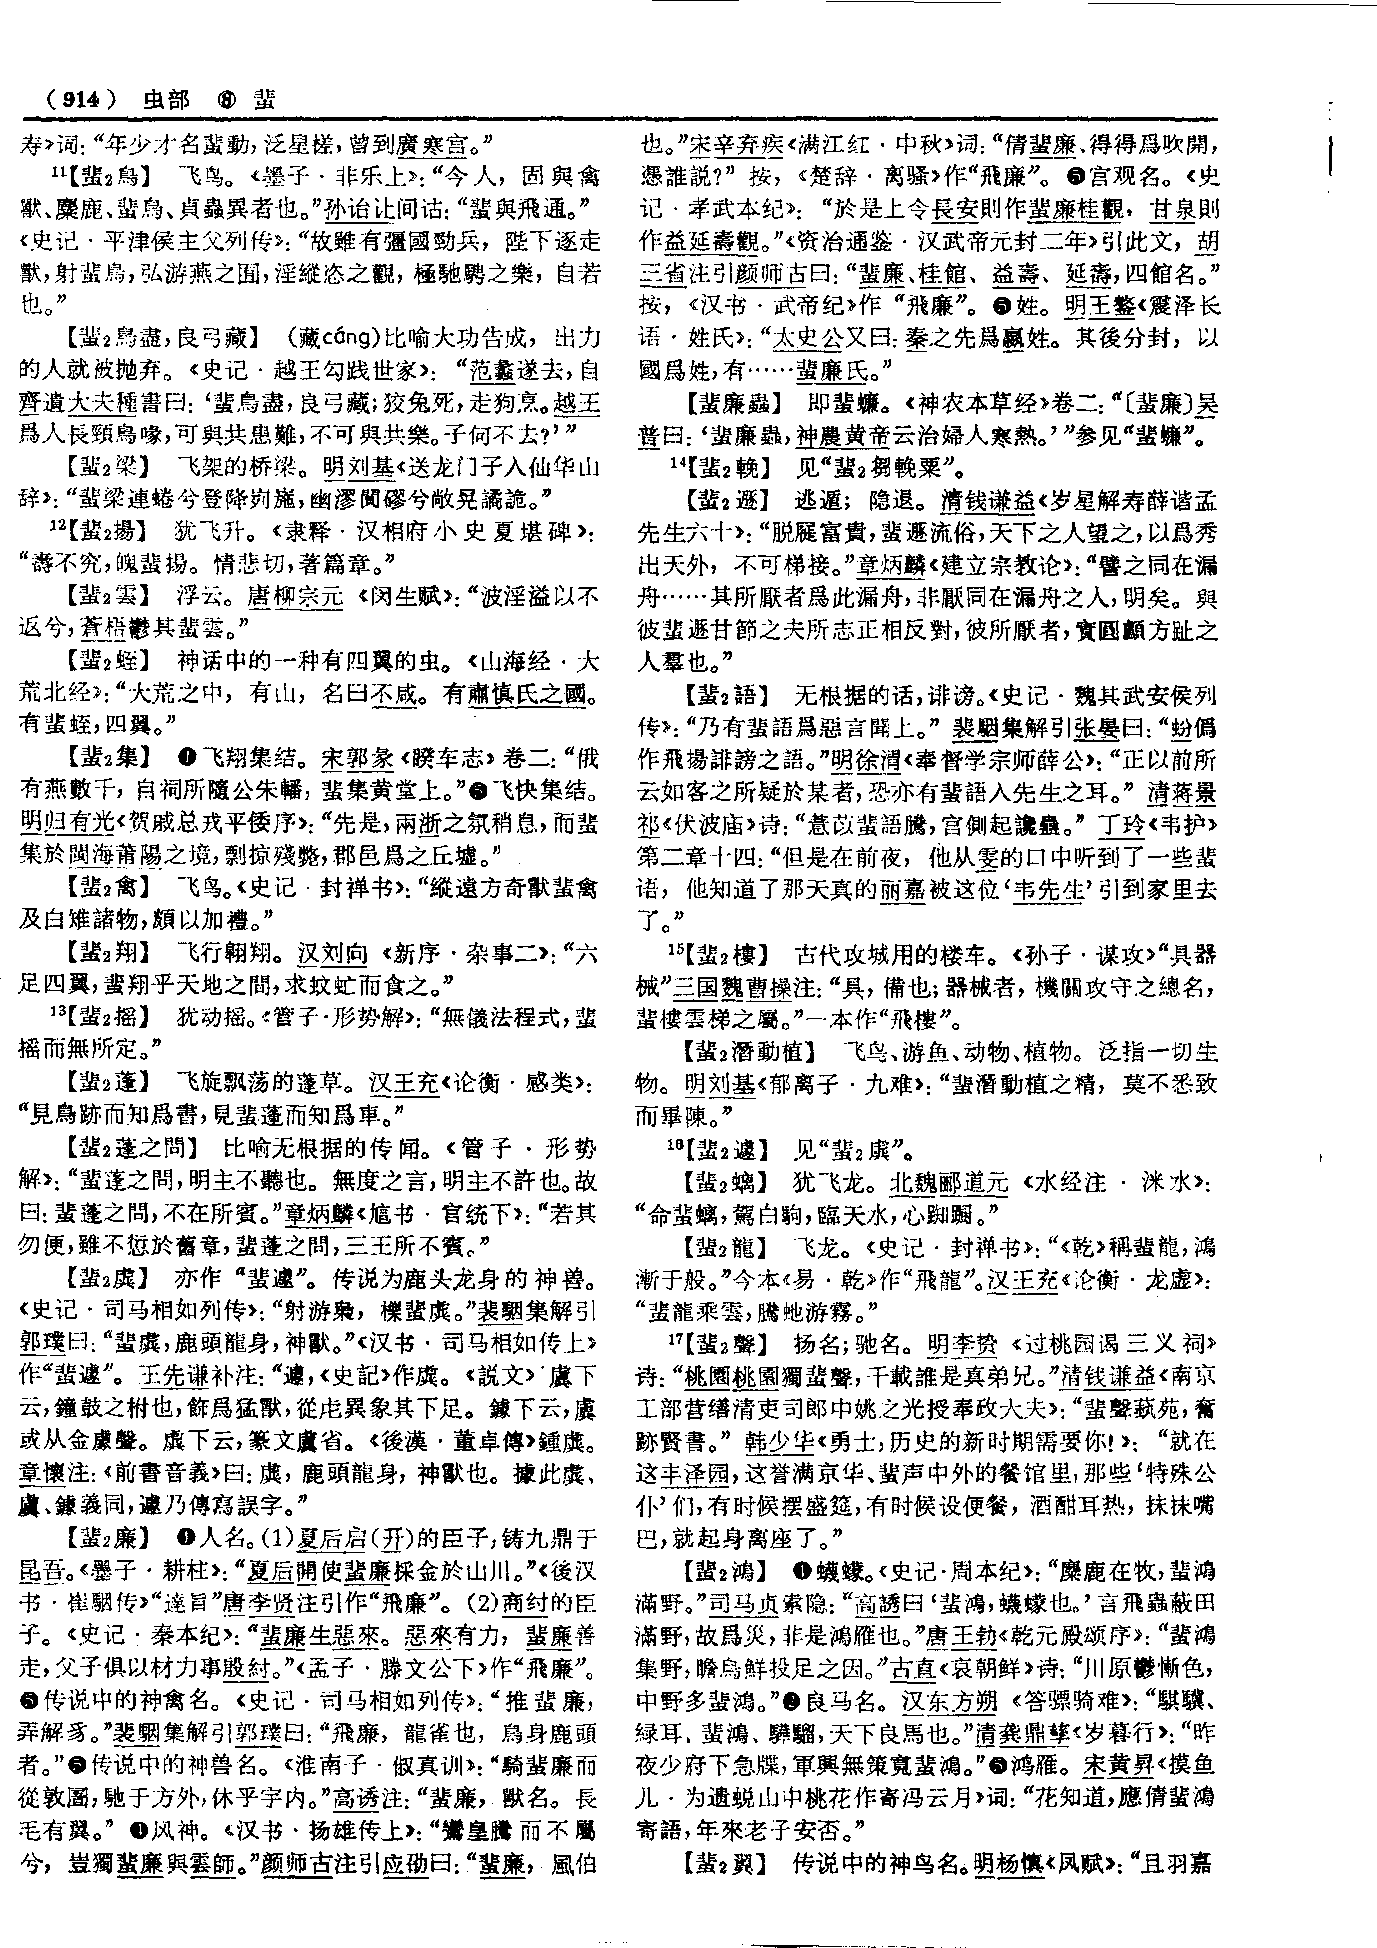 （914） 虫部 ⑧ 蜚
寿》词：“年少才名蜚動，泛星槎，曾到廣寒宫。”
¹¹【蜚₂鳥】 飞鸟。《墨子·非乐上》：“今人，固與禽
獸、麋鹿、蜚鳥、貞蟲異者也。”孙诒让间诂：“蜚與飛通。”
《史记·平津侯主父列传》：“故雖有彊國勁兵，陛下逐走
獸，射蜚鳥，弘游燕之囿，淫縱恣之觀，極馳騁之樂，自若
也。”
【蜚₂鳥盡，良弓藏】 （藏cáng）比喻大功告成，出力
的人就被抛弃。《史记·越王勾践世家》：“范蠡遂去，自
齊遺大夫種書曰：‘蜚鳥盡，良弓藏；狡兔死，走狗烹。越王
爲人長頸鳥喙，可與共患難，不可與共樂。子何不去？’”
【蜚₂梁】 飞架的桥梁。明刘基《送龙门子入仙华山
辞》：“蜚梁連蜷兮登降峛崺，幽漻閴磟兮敞晃譎詭。”
¹²【蜚₂揚】 犹飞升。《隶释·汉相府小史夏堪碑》：
“壽不究，魄蜚揚。情悲切，著篇章。”
【蜚₂雲】 浮云。唐柳宗元《闵生赋》：“波淫溢以不
返兮，蒼梧鬱其蜚雲。”
【蜚₂蛭】 神话中的一种有四翼的虫。《山海经·大
荒北经》：“大荒之中，有山，名曰不咸。有肅慎氏之國。
有蜚蛭，四翼。”
【蜚₂集】 ❶飞翔集结。宋郭彖《睽车志》卷二：“俄
有燕數千，自祠所隨公朱轓，蜚集黄堂上。”❷飞快集结。
明归有光《贺戚总戎平倭序》：“先是，兩浙之氛稍息，而蜚
集於閩海莆陽之境，剽掠殘斃，郡邑爲之丘墟。”
【蜚₂禽】 飞鸟。《史记·封禅书》：“縱遠方奇獸蜚禽
及白雉諸物，頗以加禮。”
【蜚₂翔】 飞行翱翔。汉刘向《新序·杂事二》：“六
足四翼，蜚翔乎天地之間，求蚊虻而食之。”
¹³【蜚₂摇】 犹动摇。《管子·形势解》：“無儀法程式，蜚
摇而無所定。”
【蜚₂蓬】 飞旋飘荡的蓬草。汉王充《论衡·感类》：
“見鳥跡而知爲書，見蜚蓬而知爲車。”
【蜚₂蓬之問】 比喻无根据的传闻。《管子·形势
解》：“蜚蓬之問，明主不聽也。無度之言，明主不許也。故
曰：蜚蓬之問，不在所賓。”章炳麟《訄书·官统下》：“若其
勿便，雖不愆於舊章，蜚蓬之問，三王所不賓。”
【蜚₂虡】 亦作“蜚遽”。传说为鹿头龙身的神兽。
《史记·司马相如列传》：“射游梟，櫟蜚虡。”裴駰集解引
郭璞曰：“蜚虡，鹿頭龍身，神獸。”《汉书·司马相如传上》
作“蜚遽”。王先谦补注：“遽，《史記》作虡。《説文》虞下
云，鐘鼓之柎也，飾爲猛獸，從虍異象其下足。鐻下云，虞
或从金豦聲。虡下云，篆文虞省。《後漢·董卓傳》鍾虡。
章懷注：《前書音義》曰：虡，鹿頭龍身，神獸也。據此虡、
虞、鐻義同，遽乃傳寫誤字。”
【蜚₂廉】 ❶人名。（1）夏后启（开）的臣子，铸九鼎于
昆吾。《墨子·耕柱》：“夏后開使蜚廉採金於山川。”《後汉
书·崔駰传》“達旨”唐李贤注引作“飛廉”。（2）商纣的臣
子。《史记·秦本纪》：“蜚廉生惡來。惡來有力，蜚廉善
走，父子俱以材力事殷紂。”《孟子·滕文公下》作“飛廉”。
❷传说中的神禽名。《史记·司马相如列传》：“推蜚廉，
弄解豸。”裴駰集解引郭璞曰：“飛廉，龍雀也，鳥身鹿頭
者。”❸传说中的神兽名。《淮南子·俶真训》：“騎蜚廉而
從敦圄，馳于方外，休乎宇内。”高诱注：“蜚廉，獸名。長
毛有翼。”❹风神。《汉书·扬雄传上》：“鸞皇騰而不屬
兮，豈獨蜚廉與雲師。”颜师古注引应劭曰：“蜚廉，風伯
也。”宋辛弃疾《满江红·中秋》词：“倩蜚廉、得得爲吹開，
憑誰説？”按，《楚辞·离骚》作“飛廉”。❺宫观名。《史
记·孝武本纪》：“於是上令長安則作蜚廉桂觀，甘泉則
作益延壽觀。”《资治通鉴·汉武帝元封二年》引此文，胡
三省注引颜师古曰：“蜚廉、桂館、益壽、延壽，四館名。”
按，《汉书·武帝纪》作“飛廉”。❻姓。明王鏊《震泽长
语·姓氏》：“太史公又曰：秦之先爲嬴姓。其後分封，以
國爲姓，有……蜚廉氏。”
【蜚廉蟲】 即蜚蠊。《神农本草经》卷二：“〔蜚廉〕吴
普曰：‘蜚廉蟲，神農黄帝云治婦人寒熱。’”参见“蜚蠊”。
¹⁴【蜚₂輓】 见“蜚₂芻輓粟”。
【蜚₂遯】 逃遁；隐退。清钱谦益《岁星解寿薛谐孟
先生六十》：“脱屣富貴，蜚遯流俗，天下之人望之，以爲秀
出天外，不可梯接。”章炳麟《建立宗教论》：“譬之同在漏
舟……其所厭者爲此漏舟，非厭同在漏舟之人，明矣。與
彼蜚遯甘節之夫所志正相反對，彼所厭者，實圓顱方趾之
人羣也。”
【蜚₂語】 无根据的话，诽谤。《史记·魏其武安侯列
传》：“乃有蜚語爲惡言聞上。”裴駰集解引张晏曰：“蚡僞
作飛揚誹謗之語。”明徐渭《奉督学宗师薛公》：“正以前所
云如客之所疑於某者，恐亦有蜚語入先生之耳。”清蒋景
祁《伏波庙》诗：“薏苡蜚語騰，宫側起讒蠱。”丁玲《韦护》
第二章十四：“但是在前夜，他从雯的口中听到了一些蜚
语，他知道了那天真的丽嘉被这位‘韦先生’引到家里去
了。”
¹⁵【蜚₂樓】 古代攻城用的楼车。《孙子·谋攻》“具器
械”三国魏曹操注：“具，備也；器械者，機關攻守之總名，
蜚樓雲梯之屬。”一本作“飛樓”。
【蜚₂潛動植】 飞鸟、游鱼、动物、植物。泛指一切生
物。明刘基《郁离子·九难》：“蜚潛動植之精，莫不悉致
而畢陳。”
¹⁶【蜚₂遽】 见“蜚₂虡”。
【蜚₂螭】 犹飞龙。北魏郦道元《水经注·洣水》：
“命蜚螭，駕白駒，臨天水，心踟躕。”
【蜚₂龍】 飞龙。《史记·封禅书》：“《乾》稱蜚龍，鴻
漸于般。”今本《易·乾》作“飛龍”。汉王充《论衡·龙虚》：
“蜚龍乘雲，騰虵游霧。”
¹⁷【蜚₂聲】 扬名；驰名。明李贽《过桃园谒三义祠》
诗：“桃園桃園獨蜚聲，千載誰是真弟兄。”清钱谦益《南京
工部营缮清吏司郎中姚之光授奉政大夫》：“蜚聲蓺苑，奮
跡賢書。”韩少华《勇士，历史的新时期需要你！》：“就在
这丰泽园，这誉满京华、蜚声中外的餐馆里，那些‘特殊公
仆’们，有时候摆盛筵，有时候设便餐，酒酣耳热，抹抹嘴
巴，就起身离座了。”
【蜚₂鴻】 ❶蠛蠓。《史记·周本纪》：“麋鹿在牧，蜚鴻
滿野。”司马贞索隐：“高誘曰‘蜚鴻，蠛蠓也。’言飛蟲蔽田
滿野，故爲災，非是鴻雁也。”唐王勃《乾元殿颂序》：“蜚鴻
集野，瞻烏鮮投足之因。”古直《哀朝鲜》诗：“川原鬱慚色，
中野多蜚鴻。”❷良马名。汉东方朔《答骠骑难》：“騏驥、
緑耳、蜚鴻、驊騮，天下良馬也。”清龚鼎孳《岁暮行》：“昨
夜少府下急牒，軍興無策寬蜚鴻。”❸鸿雁。宋黄昇《摸鱼
儿·为遗蜕山中桃花作寄冯云月》词：“花知道，應倩蜚鴻
寄語，年來老子安否。”
【蜚₂翼】 传说中的神鸟名。明杨慎《凤赋》：“且羽嘉